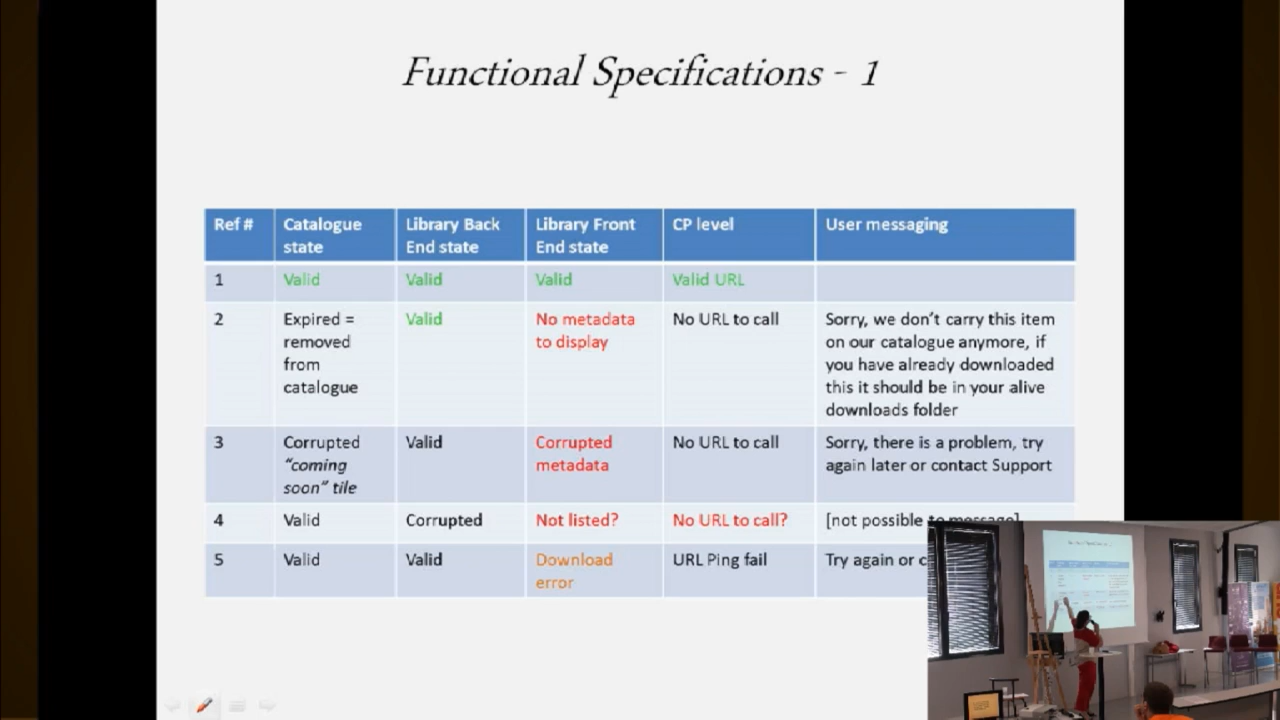 Functional Specifications - 1
Ref #
Catalogue
state
Library Back
End state
Library Front
End state
CP level
User messaging
1
Valid
Valid
Valid
Valid URL
2
Expired =
removed
from
catalogue
Valid
No metadata
to display
No URL to call
Sorry, we don't carry this item
on our catalogue anymore, if
you have already downloaded
this it should be in your alive
downloads folder
3
Corrupted
"coming
soon" tile
Valid
Corrupted
metadata
No URL to call
Sorry, there is a problem, try
again later or contact Support
4
Valid
Corrupted
Not listed?
No URL to call?
[not possible to message]
5
Valid
Valid
Download
error
URL Ping fail
Try again or